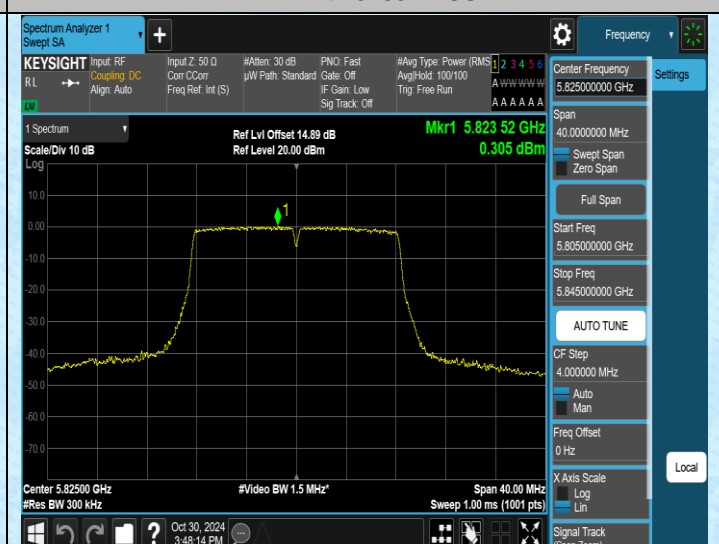 Spectrum Analyzer 1
Swept SA
Frequency
KEYSIGHT
R L
Input: RF
Coupling: DC
Align: Auto
Input Z: 50 Ω
Corr CCorr
Freq Ref: Int (S)
#Atten: 30 dB
µW Path: Standard
PNO: Fast
Gate: Off
IF Gain: Low
Sig Track: Off
#Avg Type: Power (RMS
Avg|Hold: 100/100
Trig: Free Run
1 2 3 4 5 6
A W W W W W
A A A A A A
Center Frequency
5.825000000 GHz
Settings
1 Spectrum
Scale/Div 10 dB
Ref Lvl Offset 14.89 dB
Ref Level 20.00 dBm
Mkr1 5.823 52 GHz
0.305 dBm
Span
40.0000000 MHz
Swept Span
Zero Span
Full Span
Start Freq
5.805000000 GHz
Stop Freq
5.845000000 GHz
AUTO TUNE
CF Step
4.000000 MHz
Auto
Man
Freq Offset
0 Hz
X Axis Scale
Log
Lin
Local
Signal Track
Log
10.0
0.00
-10.0
-20.0
-30.0
-40.0
-50.0
-60.0
-70.0
1
Center 5.82500 GHz
#Res BW 300 kHz
#Video BW 1.5 MHz*
Span 40.00 MHz
Sweep 1.00 ms (1001 pts)
?
Oct 30, 2024
3:48:14 PM